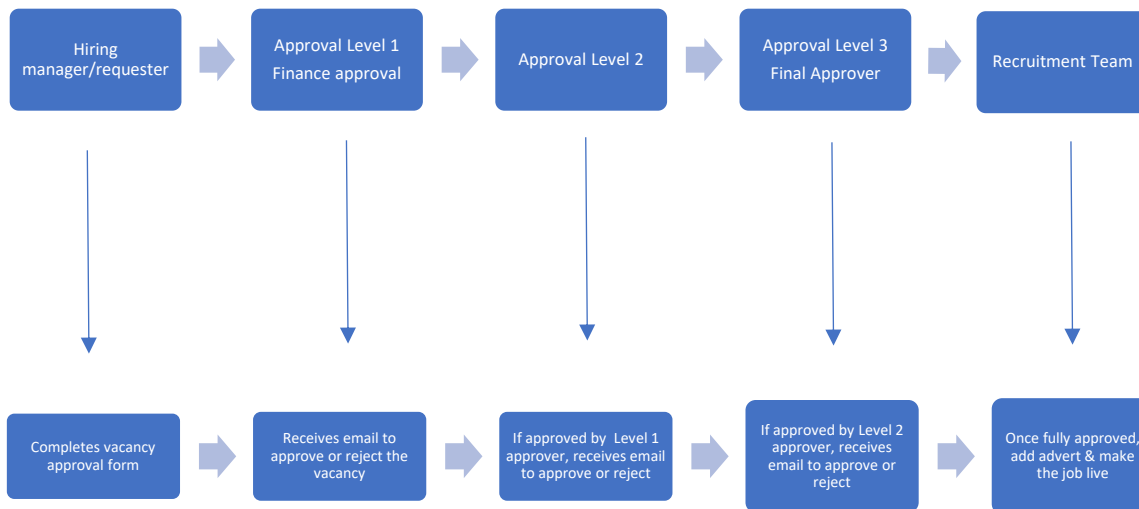 Hiring
manager/requester
Approval Level 1
Finance approval
Approval Level 2
Approval Level 3
Final Approver
Recruitment Team
Completes vacancy
approval form
Receives email to
approve or reject the
vacancy
If approved by Level 1
approver, receives email
to approve or reject
If approved by Level 2
approver, receives
email to approve or
reject
Once fully approved,
add advert & make
the job live